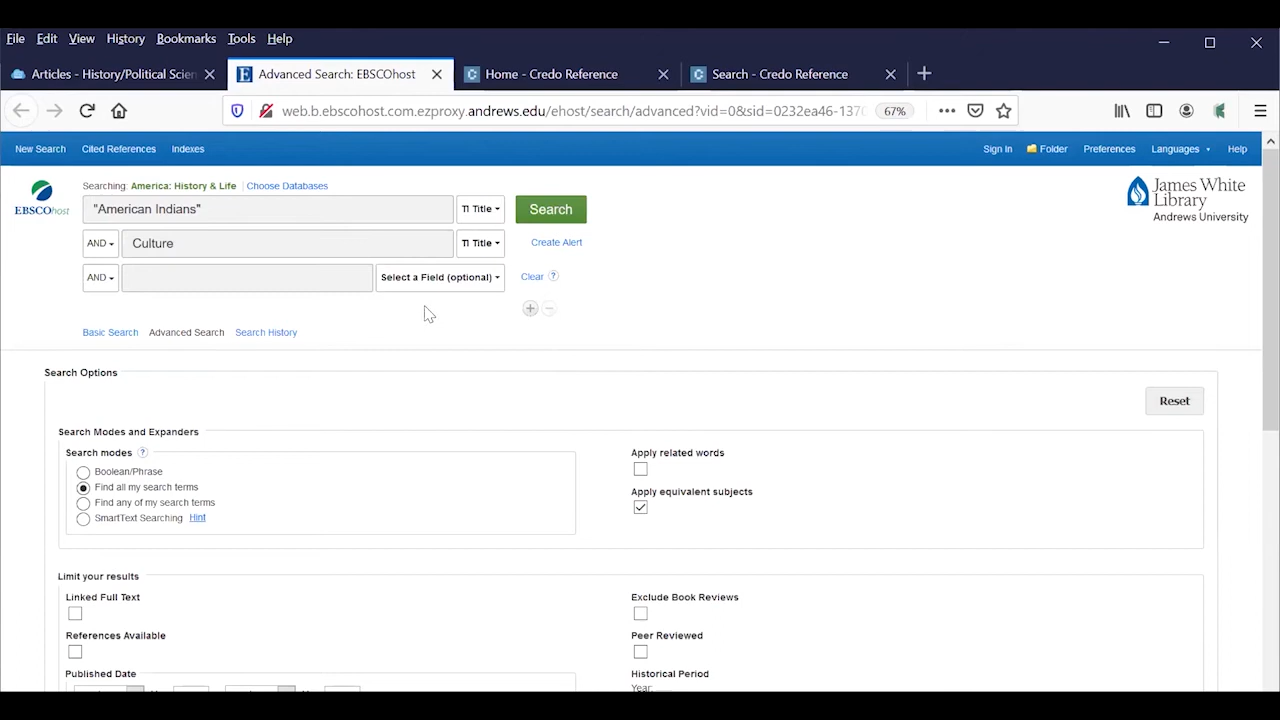 File Edit View History Bookmarks Tools Help
Articles - History/Political Scien
Advanced Search: EBSCOhost
Home - Credo Reference
Search - Credo Reference
web.b.ebscohost.com.ezproxy.andrews.edu/ehost/search/advanced?vid=0&sid=0232ea46-1376
67%
New Search Cited References Indexes
Sign In Folder Preferences Languages Help
EBSCOhost
Searching: America: History & Life Choose Databases
"American Indians" TI Title Search
AND Culture TI Title Create Alert
AND Select a Field (optional) Clear ?
Basic Search Advanced Search Search History
James White
Library
Andrews University
Search Options
Reset
Search Modes and Expanders
Search modes ?
Boolean/Phrase
Find all my search terms
Find any of my search terms
SmartText Searching Hint
Apply related words
Apply equivalent subjects
Limit your results
Linked Full Text
References Available
Published Date
Exclude Book Reviews
Peer Reviewed
Historical Period
Year: